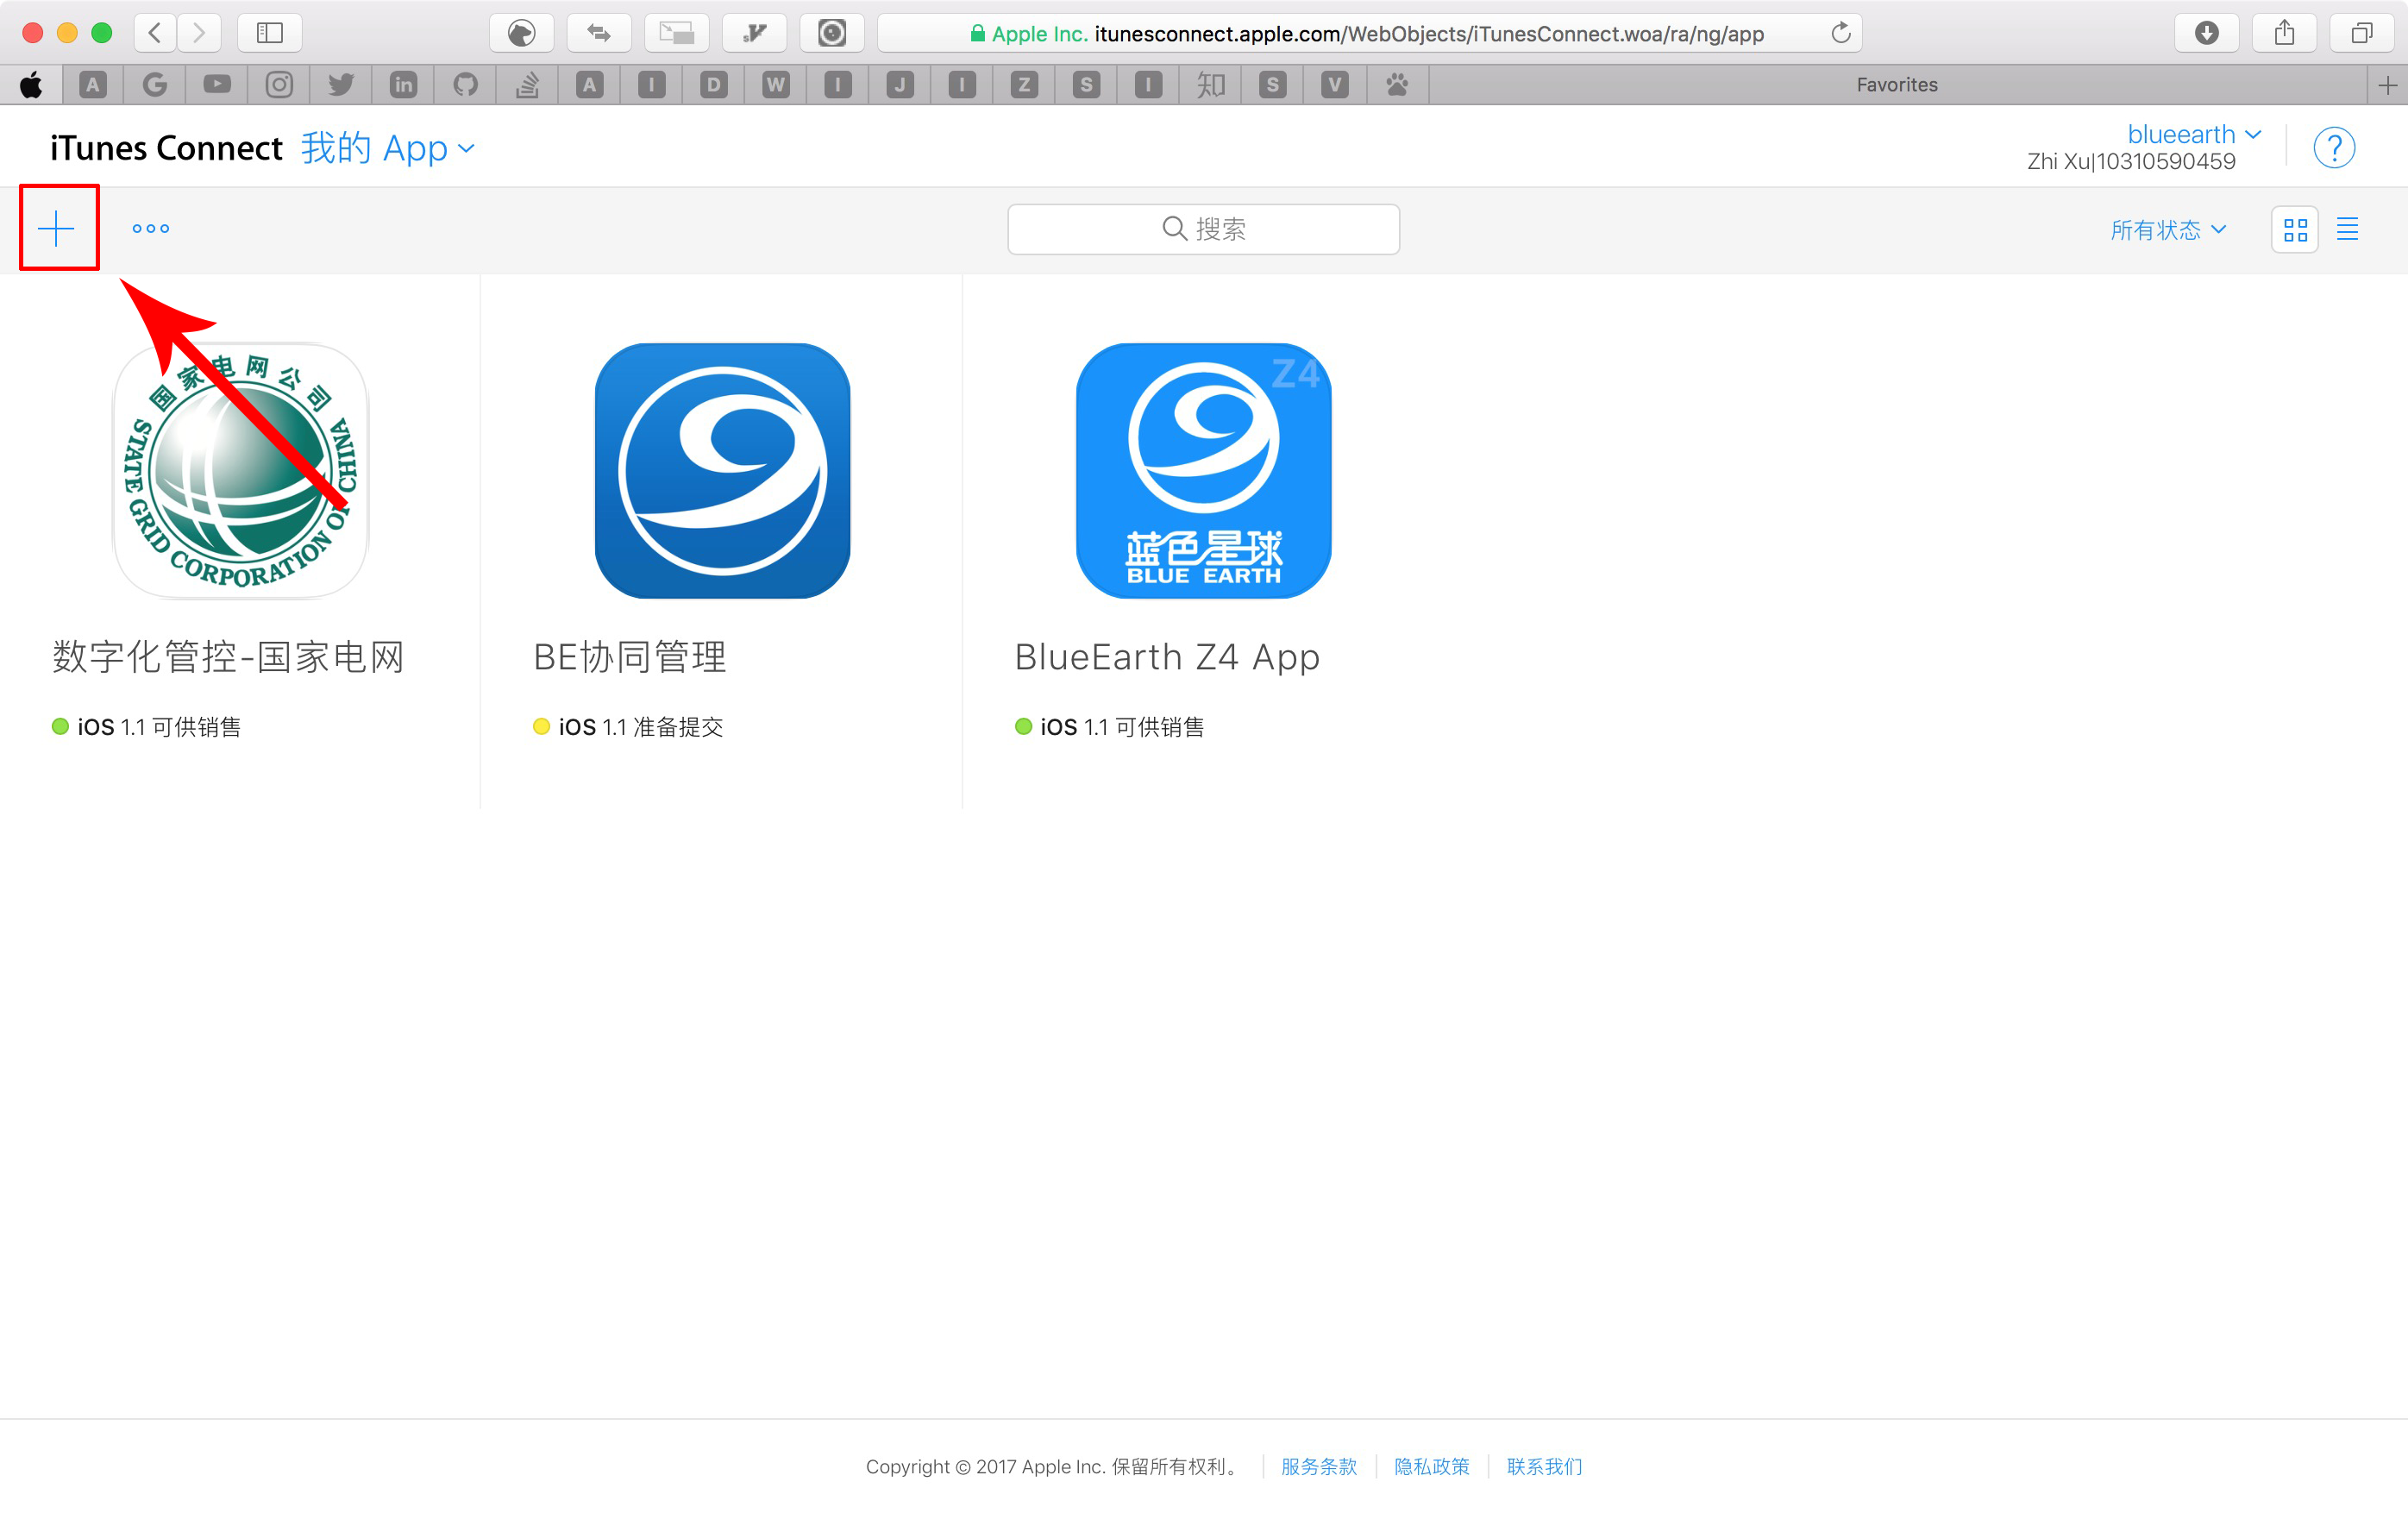 Apple Inc. itunesconnect.apple.com/WebObjects/iTunesConnect.woa/ra/ng/app
A G in A I D W I J I Z S I 知 S V Favorites
iTunes Connect 我的 App
blueearth
Zhi Xu|10310590459
?
搜索
所有状态
国家电网公司
STATE GRID CORPORATION OF CHINA
Z4
蓝色星球
BLUE EARTH
数字化管控-国家电网
BE协同管理
BlueEarth Z4 App
iOS 1.1 可供销售
iOS 1.1 准备提交
iOS 1.1 可供销售
Copyright © 2017 Apple Inc. 保留所有权利。 服务条款 隐私政策 联系我们